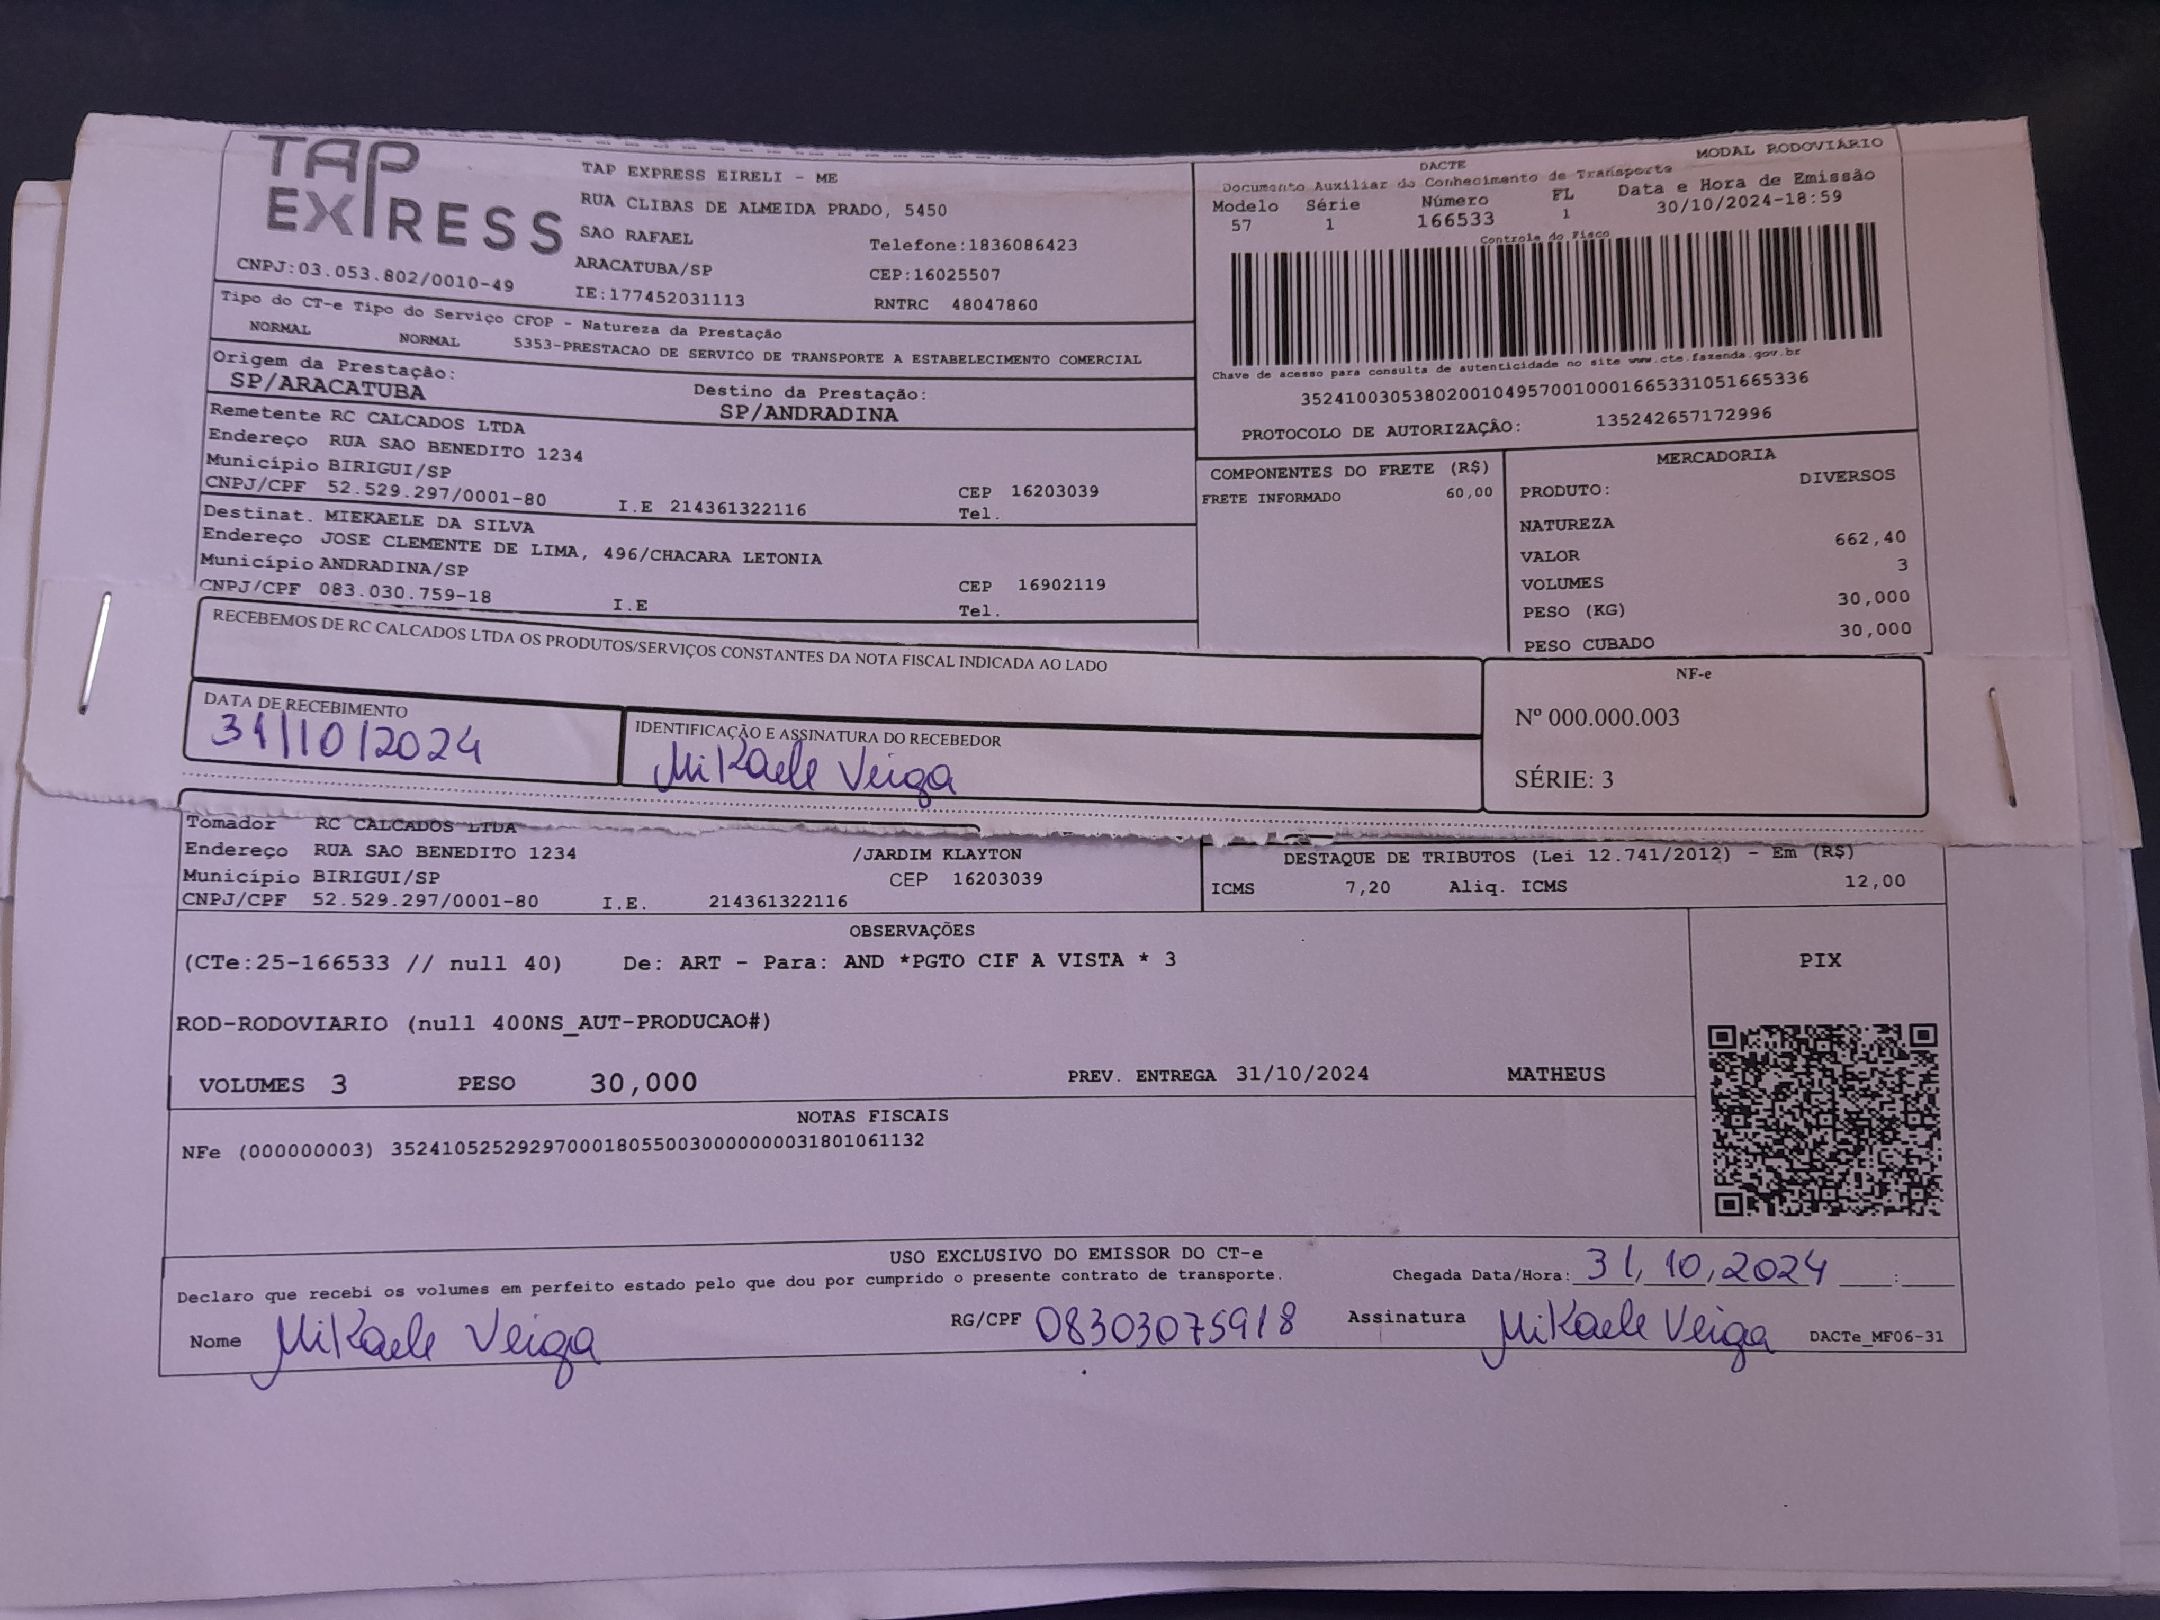 TAP
EXPRESS
CNPJ:03.053.802/0010-49
TAP EXPRESS EIRELI - ME
RUA CLIBAS DE ALMEIDA PRADO, 5450
SAO RAFAEL
Telefone:1836086423
ARACATUBA/SP
CEP:16025507
IE:177452031113
RNTRC 48047860
DACTE
MODAL RODOVIÁRIO
Documento Auxiliar do Conhecimento de Transporte
Modelo Série Número FL Data e Hora de Emissão
57 1 166533 1 30/10/2024-18:59
Controle do Fisco
Chave de acesso para consulta de autenticidade no site www.cte.fazenda.gov.br
35241003053802001049570010001665331051665336
PROTOCOLO DE AUTORIZAÇÃO: 135242657172996
Tipo do CT-e Tipo do Serviço CFOP - Natureza da Prestação
NORMAL NORMAL 5353-PRESTACAO DE SERVICO DE TRANSPORTE A ESTABELECIMENTO COMERCIAL
Origem da Prestação: Destino da Prestação:
SP/ARACATUBA SP/ANDRADINA
Remetente RC CALCADOS LTDA
Endereço RUA SAO BENEDITO 1234
Município BIRIGUI/SP CEP 16203039
CNPJ/CPF 52.529.297/0001-80 I.E 214361322116 Tel.
Destinat. MIEKAELE DA SILVA
Endereço JOSE CLEMENTE DE LIMA, 496/CHACARA LETONIA
Município ANDRADINA/SP CEP 16902119
CNPJ/CPF 083.030.759-18 I.E Tel.
COMPONENTES DO FRETE (R$)
FRETE INFORMADO 60,00
MERCADORIA
PRODUTO: DIVERSOS
NATUREZA
VALOR 662,40
VOLUMES 3
PESO (KG) 30,000
PESO CUBADO 30,000
RECEBEMOS DE RC CALCADOS LTDA OS PRODUTOS/SERVIÇOS CONSTANTES DA NOTA FISCAL INDICADA AO LADO
DATA DE RECEBIMENTO
31/10/2024
IDENTIFICAÇÃO E ASSINATURA DO RECEBEDOR
Mikaele Veiga
NF-e
Nº 000.000.003
SÉRIE: 3
Tomador RC CALCADOS LTDA
Endereço RUA SAO BENEDITO 1234 /JARDIM KLAYTON
Município BIRIGUI/SP CEP 16203039
CNPJ/CPF 52.529.297/0001-80 I.E. 214361322116
DESTAQUE DE TRIBUTOS (Lei 12.741/2012) - Em (R$)
ICMS 7,20 Aliq. ICMS 12,00
OBSERVAÇÕES
(CTe:25-166533 // null 40) De: ART - Para: AND *PGTO CIF A VISTA * 3
ROD-RODOVIARIO (null 400NS_AUT-PRODUCAO#)
VOLUMES 3 PESO 30,000 PREV. ENTREGA 31/10/2024 MATHEUS
PIX
NOTAS FISCAIS
NFe (000000003) 35241052529297000180550030000000031801061132
USO EXCLUSIVO DO EMISSOR DO CT-e
Declaro que recebi os volumes em perfeito estado pelo que dou por cumprido o presente contrato de transporte.
Chegada Data/Hora: 31, 10, 2024 ___:___
Nome Mikaele Veiga RG/CPF 08303075918 Assinatura Mikaele Veiga DACTe_MF06-31